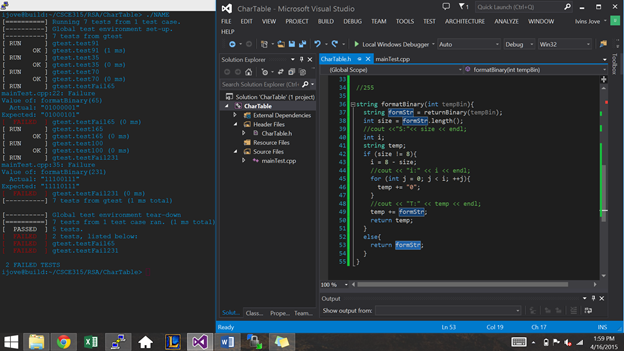 ijove@build:~/CSCE315/RSA/CharTable> ./NAME
[==========] Running 7 tests from 1 test case.
[----------] Global test environment set-up.
[----------] 7 tests from gtest
[ RUN      ] gtest.test91
[       OK ] gtest.test91 (1 ms)
[ RUN      ] gtest.test35
[       OK ] gtest.test35 (0 ms)
[ RUN      ] gtest.test70
[       OK ] gtest.test70 (0 ms)
[ RUN      ] gtest.testFail65
mainTest.cpp:22: Failure
Value of: formatBinary(65)
  Actual: "01000001"
Expected: "01000101"
[  FAILED  ] gtest.testFail65 (0 ms)
[ RUN      ] gtest.test165
[       OK ] gtest.test165 (0 ms)
[ RUN      ] gtest.test100
[       OK ] gtest.test100 (0 ms)
[ RUN      ] gtest.testFail231
mainTest.cpp:35: Failure
Value of: formatBinary(231)
  Actual: "11100111"
Expected: "11110111"
[  FAILED  ] gtest.testFail231 (0 ms)
[----------] 7 tests from gtest (1 ms total)
[----------] Global test environment tear-down
[==========] 7 tests from 1 test case ran. (1 ms total)
[  PASSED  ] 5 tests.
[  FAILED  ] 2 tests, listed below:
[  FAILED  ] gtest.testFail65
[  FAILED  ] gtest.testFail231
2 FAILED TESTS
ijove@build:~/CSCE315/RSA/CharTable>
CharTable - Microsoft Visual Studio
1
Quick Launch (Ctrl+Q)
FILE EDIT VIEW PROJECT BUILD DEBUG TEAM TOOLS TEST ARCHITECTURE ANALYZE WINDOW Ivins Jove
HELP
Local Windows Debugger Auto Debug Win32
Solution Explorer
Search Solution Explorer (Ctrl+;)
Solution 'CharTable' (1 project)
CharTable
External Dependencies
Header Files
CharTable.h
Resource Files
Source Files
mainTest.cpp
Solut... Class... Prope... Team...
CharTable.h mainTest.cpp
(Global Scope) formatBinary(int tempBin)
33
34 //255
35
36 string formatBinary(int tempBin){
37 string formStr = returnBinary(tempBin);
38 int size = formStr.length();
39 //cout <<"S:"<< size << endl;
40 int i;
41 string temp;
42 if (size != 8){
43 i = 8 - size;
44 //cout << "i:" << i << endl;
45 for (int j = 0; j < i; ++j){
46 temp += "0";
47 }
48 //cout << "T:" << temp << endl;
49 temp += formStr;
50 return temp;
51 }
52 else{
53 return formStr;
54 }
55 }
100 %
Output
Show output from:
Toolbox
Ready Ln 53 Col 19 Ch 17 INS
1:59 PM
4/16/2015